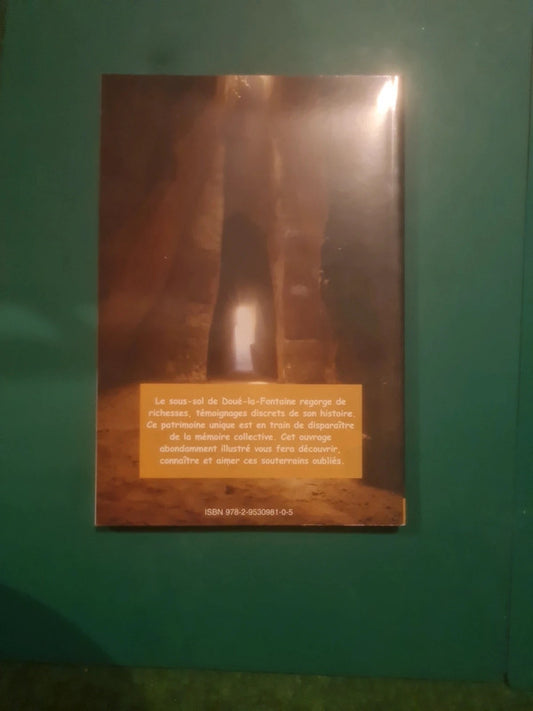 Le sous-sol de Doué-la-Fontaine regorge de
richesses, témoignages discrets de son histoire.
Ce patrimoine unique est en train de disparaître
de la mémoire collective. Cet ouvrage
abondamment illustré vous fera découvrir,
connaître et aimer ces souterrains oubliés.
ISBN 978-2-9530981-0-5